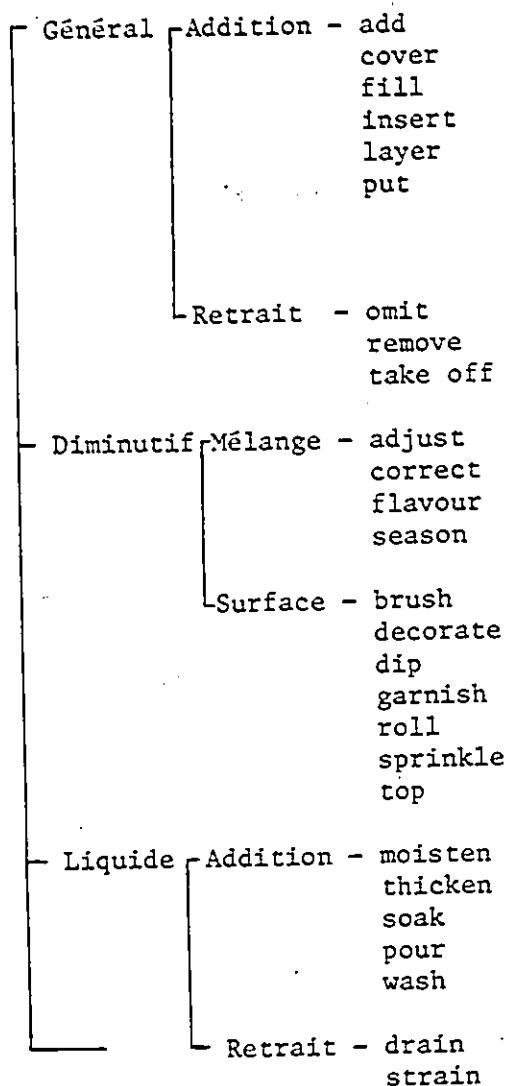 Général Addition - add
cover
fill
insert
layer
put
Retrait - omit
remove
take off
Diminutif Mélange - adjust
correct
flavour
season
Surface - brush
decorate
dip
garnish
roll
sprinkle
top
Liquide Addition - moisten
thicken
soak
pour
wash
Retrait - drain
strain